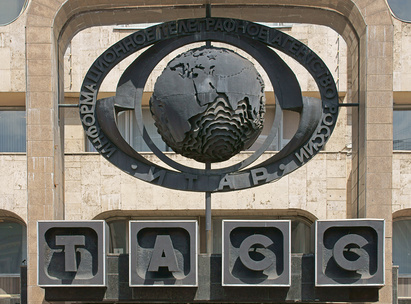 ИНФОРМАЦИОННОЕ ТЕЛЕГРАФНОЕ АГЕНТСТВО РОССИИ
· ИТАР ·
ТАСС